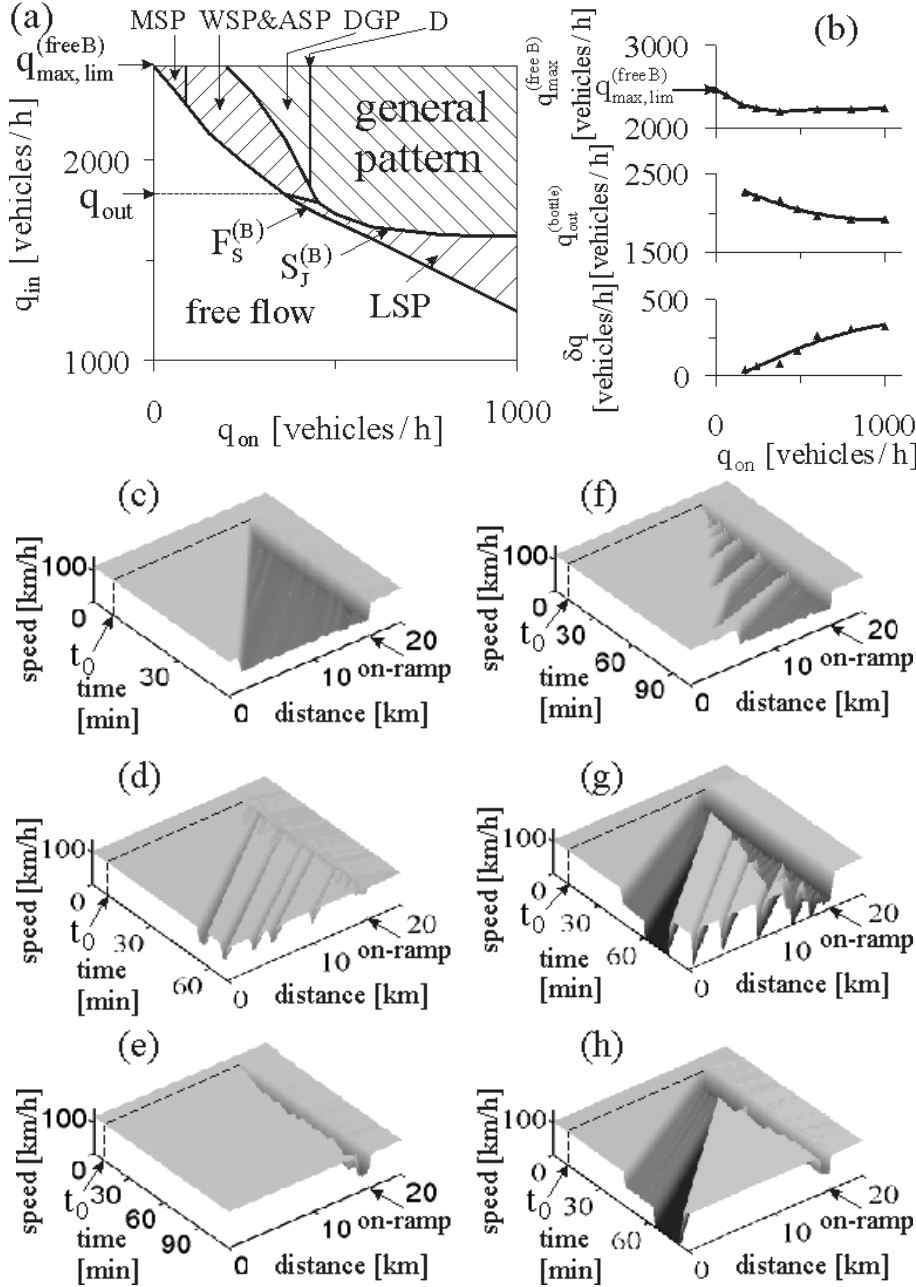 (a)
MSP WSP&ASP DGP D
q_max, lim^(free B)
general
pattern
2000
q_out
q_in [vehicles / h]
F_S^(B)
S_J^(B)
LSP
free flow
1000
0 1000
q_on [vehicles / h]
(b)
3000
q_max^(free B)
[vehicles / h]
q_max, lim^(free B)
2000
2500
q_out^(bottle)
[vehicles / h]
1500
500
δq
[vehicles/h]
0
0 1000
q_on [vehicles / h]
(c)
speed [km/h]
100
0
t_0
30
time
[min]
0
10
20
on-ramp
distance [km]
(f)
speed [km/h]
100
0
t_0
30
60
90
time
[min]
0
10
20
on-ramp
distance [km]
(d)
speed [km/h]
100
0
t_0
30
60
time
[min]
0
10
20
on-ramp
distance [km]
(g)
speed [km/h]
100
0
t_0
30
60
time
[min]
0
10
20
on-ramp
distance [km]
(e)
speed [km/h]
100
0
t_0
30
60
90
time
[min]
0
10
20
on-ramp
distance [km]
(h)
speed [km/h]
100
0
t_0
30
60
time
[min]
0
10
20
on-ramp
distance [km]